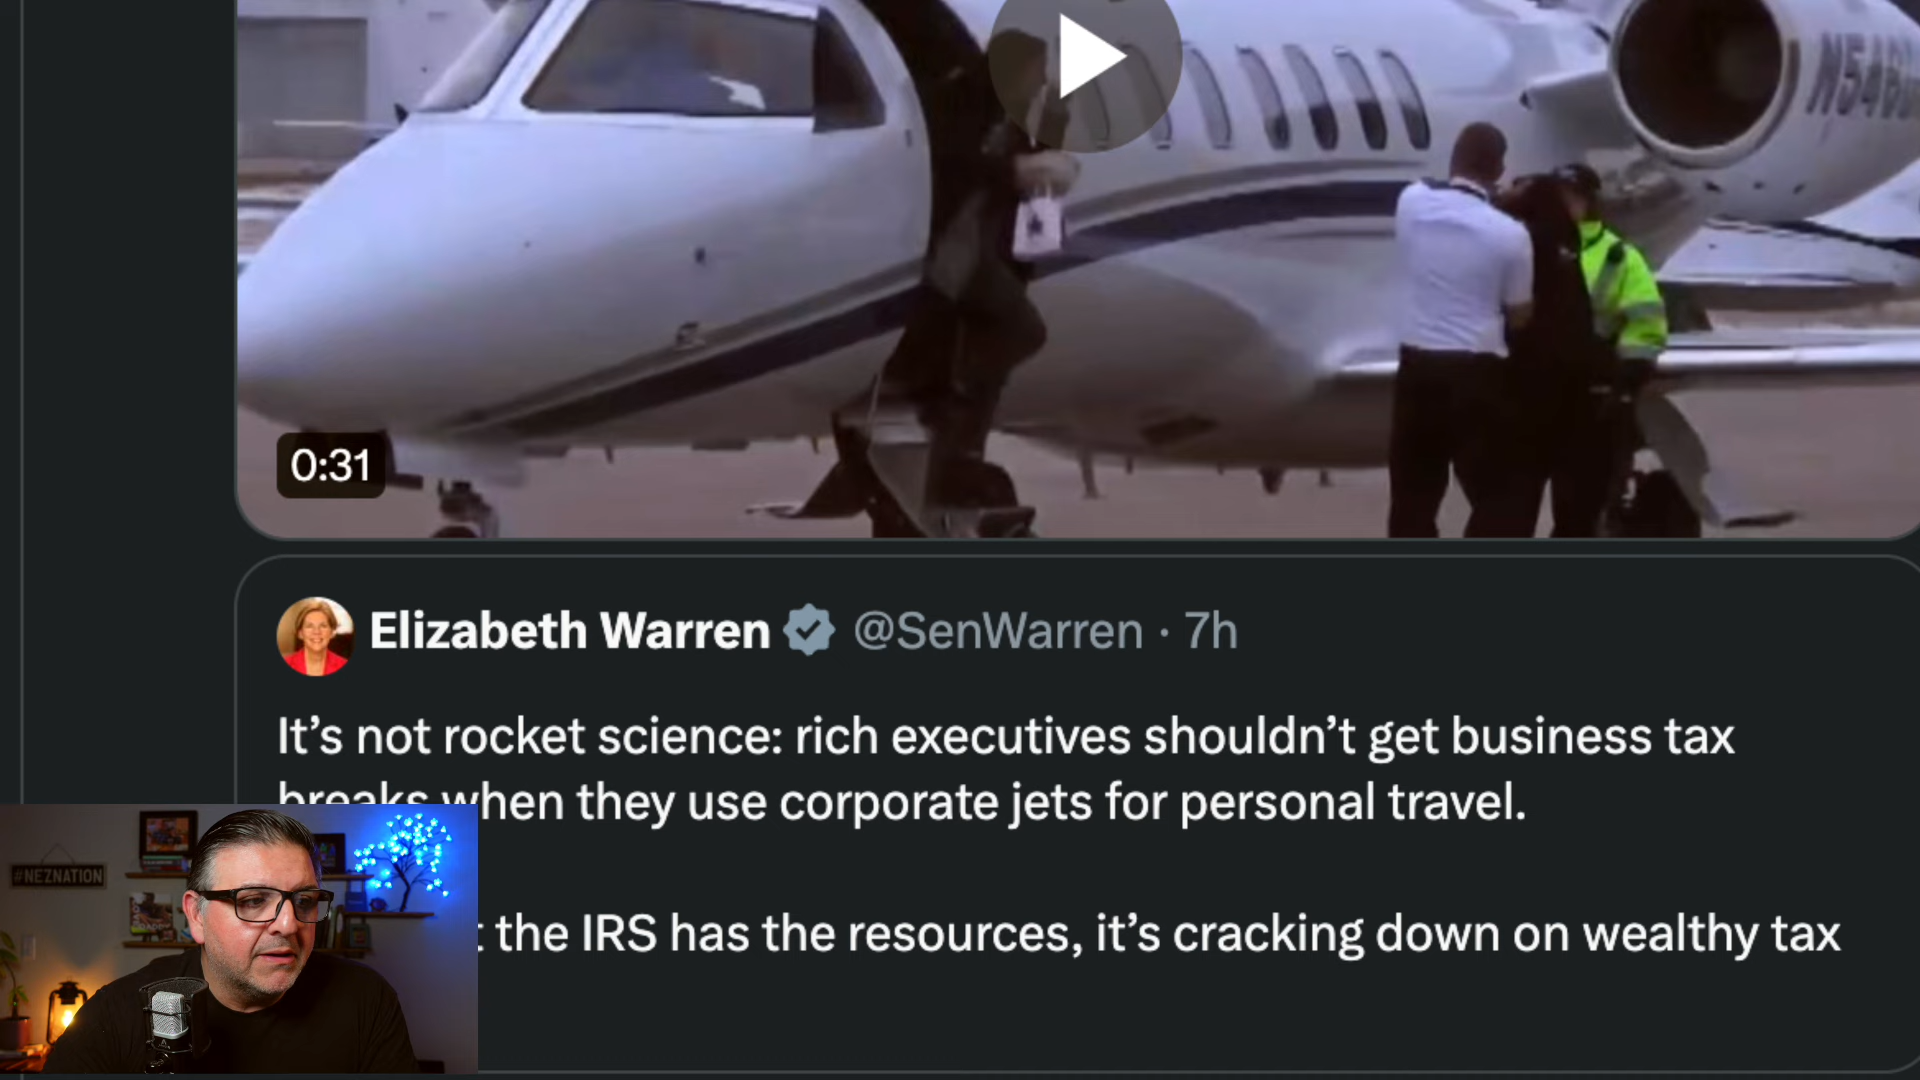 0:31
Elizabeth Warren @SenWarren · 7h
It's not rocket science: rich executives shouldn't get business tax
breaks when they use corporate jets for personal travel.
the IRS has the resources, it's cracking down on wealthy tax
#NEZNATION